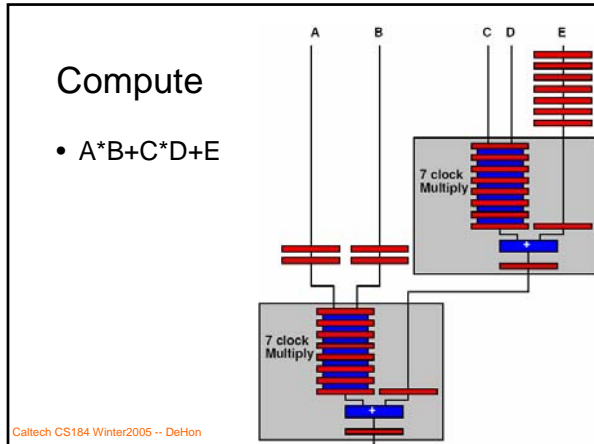 A B C D E
Compute
• A*B+C*D+E
7 clock
Multiply
+
7 clock
Multiply
+
Caltech CS184 Winter2005 -- DeHon